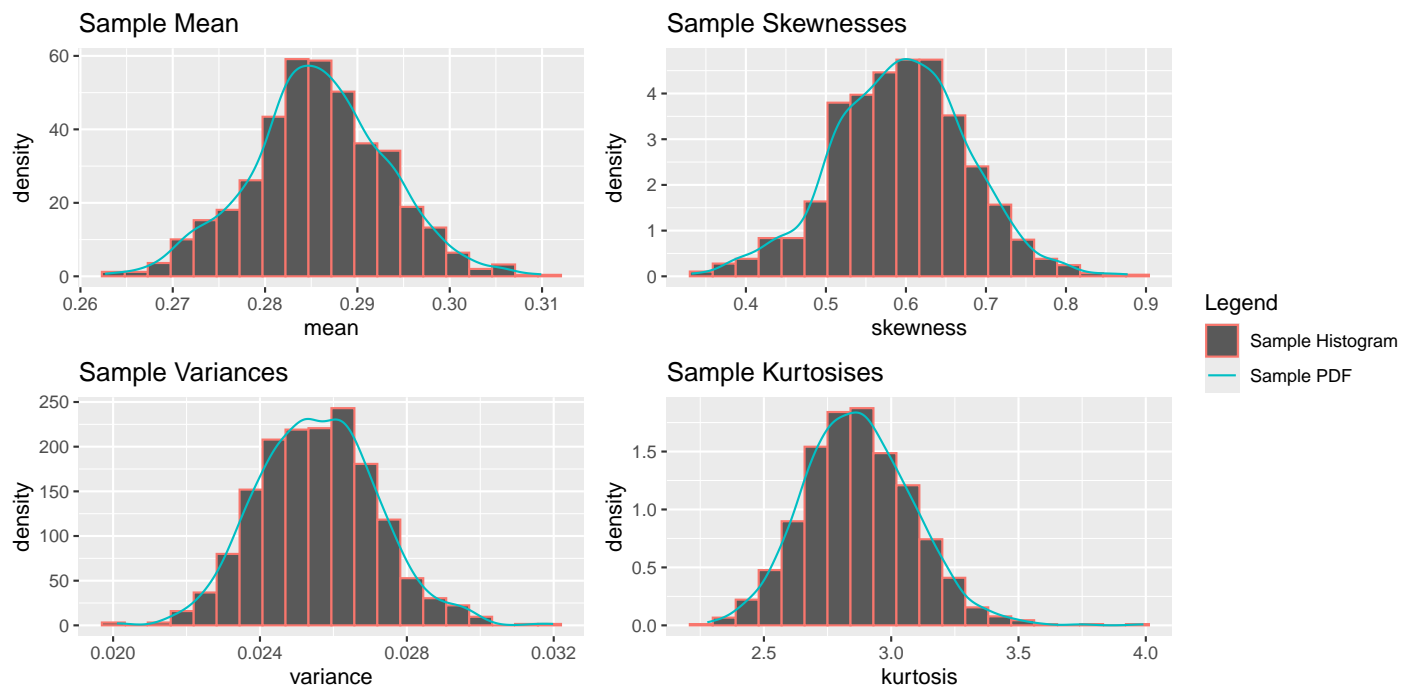 Sample Mean
60
40
20
0
density
0.26 0.27 0.28 0.29 0.30 0.31
mean
Sample Skewnesses
4
3
2
1
0
density
0.4 0.5 0.6 0.7 0.8 0.9
skewness
Sample Variances
250
200
150
100
50
0
density
0.020 0.024 0.028 0.032
variance
Sample Kurtosises
1.5
1.0
0.5
0.0
density
2.5 3.0 3.5 4.0
kurtosis
Legend
Sample Histogram
Sample PDF